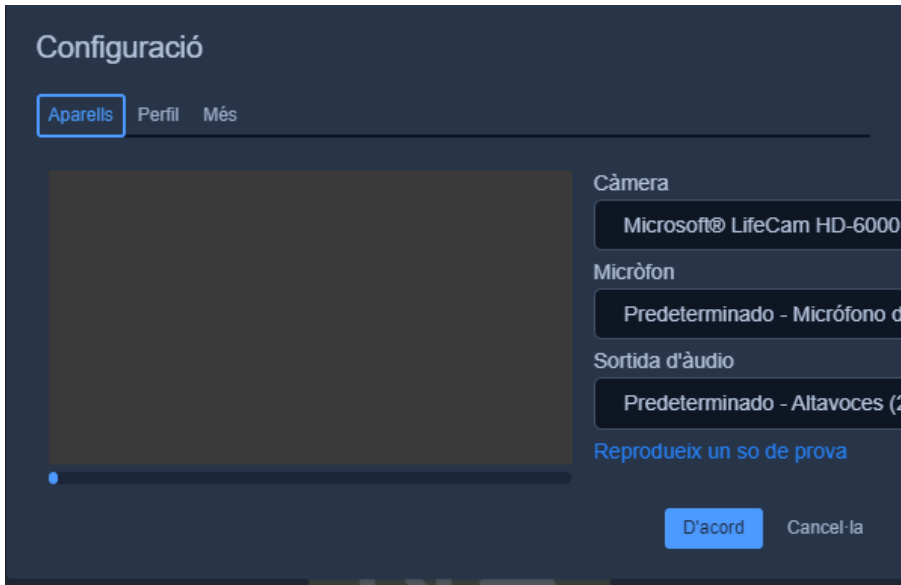 Configuració
Aparells Perfil Més
Càmera
Microsoft® LifeCam HD-6000
Micròfon
Predeterminado - Micrófono d
Sortida d'àudio
Predeterminado - Altavoces (2
Reprodueix un so de prova
D'acord Cancel·la